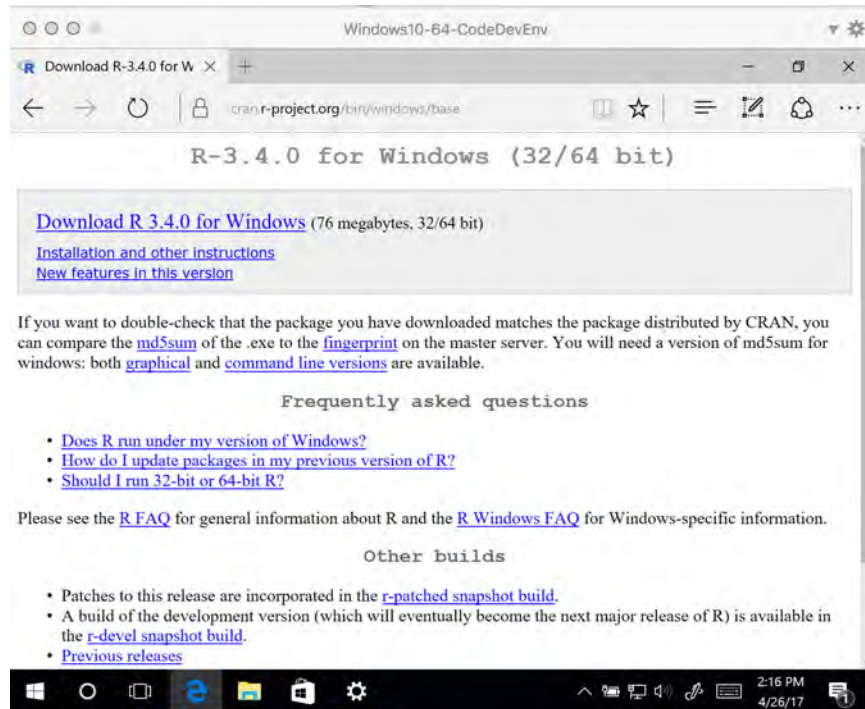 Windows10-64-CodeDevEnv
Download R-3.4.0 for W
cran.r-project.org/bin/windows/base
R-3.4.0 for Windows (32/64 bit)
Download R 3.4.0 for Windows (76 megabytes, 32/64 bit)
Installation and other instructions
New features in this version
If you want to double-check that the package you have downloaded matches the package distributed by CRAN, you
can compare the md5sum of the .exe to the fingerprint on the master server. You will need a version of md5sum for
windows: both graphical and command line versions are available.
Frequently asked questions
• Does R run under my version of Windows?
• How do I update packages in my previous version of R?
• Should I run 32-bit or 64-bit R?
Please see the R FAQ for general information about R and the R Windows FAQ for Windows-specific information.
Other builds
• Patches to this release are incorporated in the r-patched snapshot build.
• A build of the development version (which will eventually become the next major release of R) is available in
the r-devel snapshot build.
• Previous releases
2:16 PM
4/26/17
1